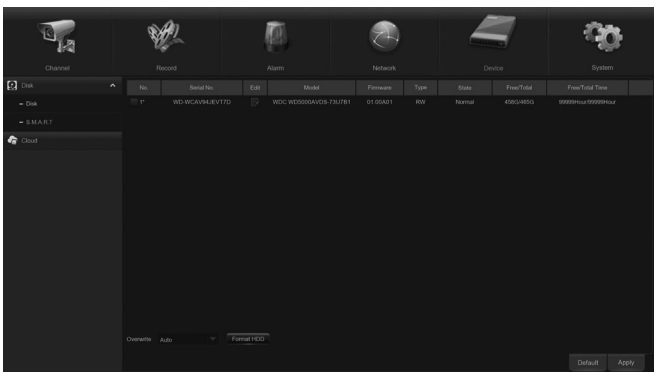 Channel Record Alarm Network Device System
Disk
No. Serial No. Edit Model Firmware Type State Free/Total Free/Total Time
1* WD-WCAV94JEVT7D WDC WD5000AVDS-73U7B1 01.00A01 RW Normal 458G/465G 99999Hour/99999Hour
Disk
S.M.A.R.T
Cloud
Overwrite Auto Format HDD
Default Apply